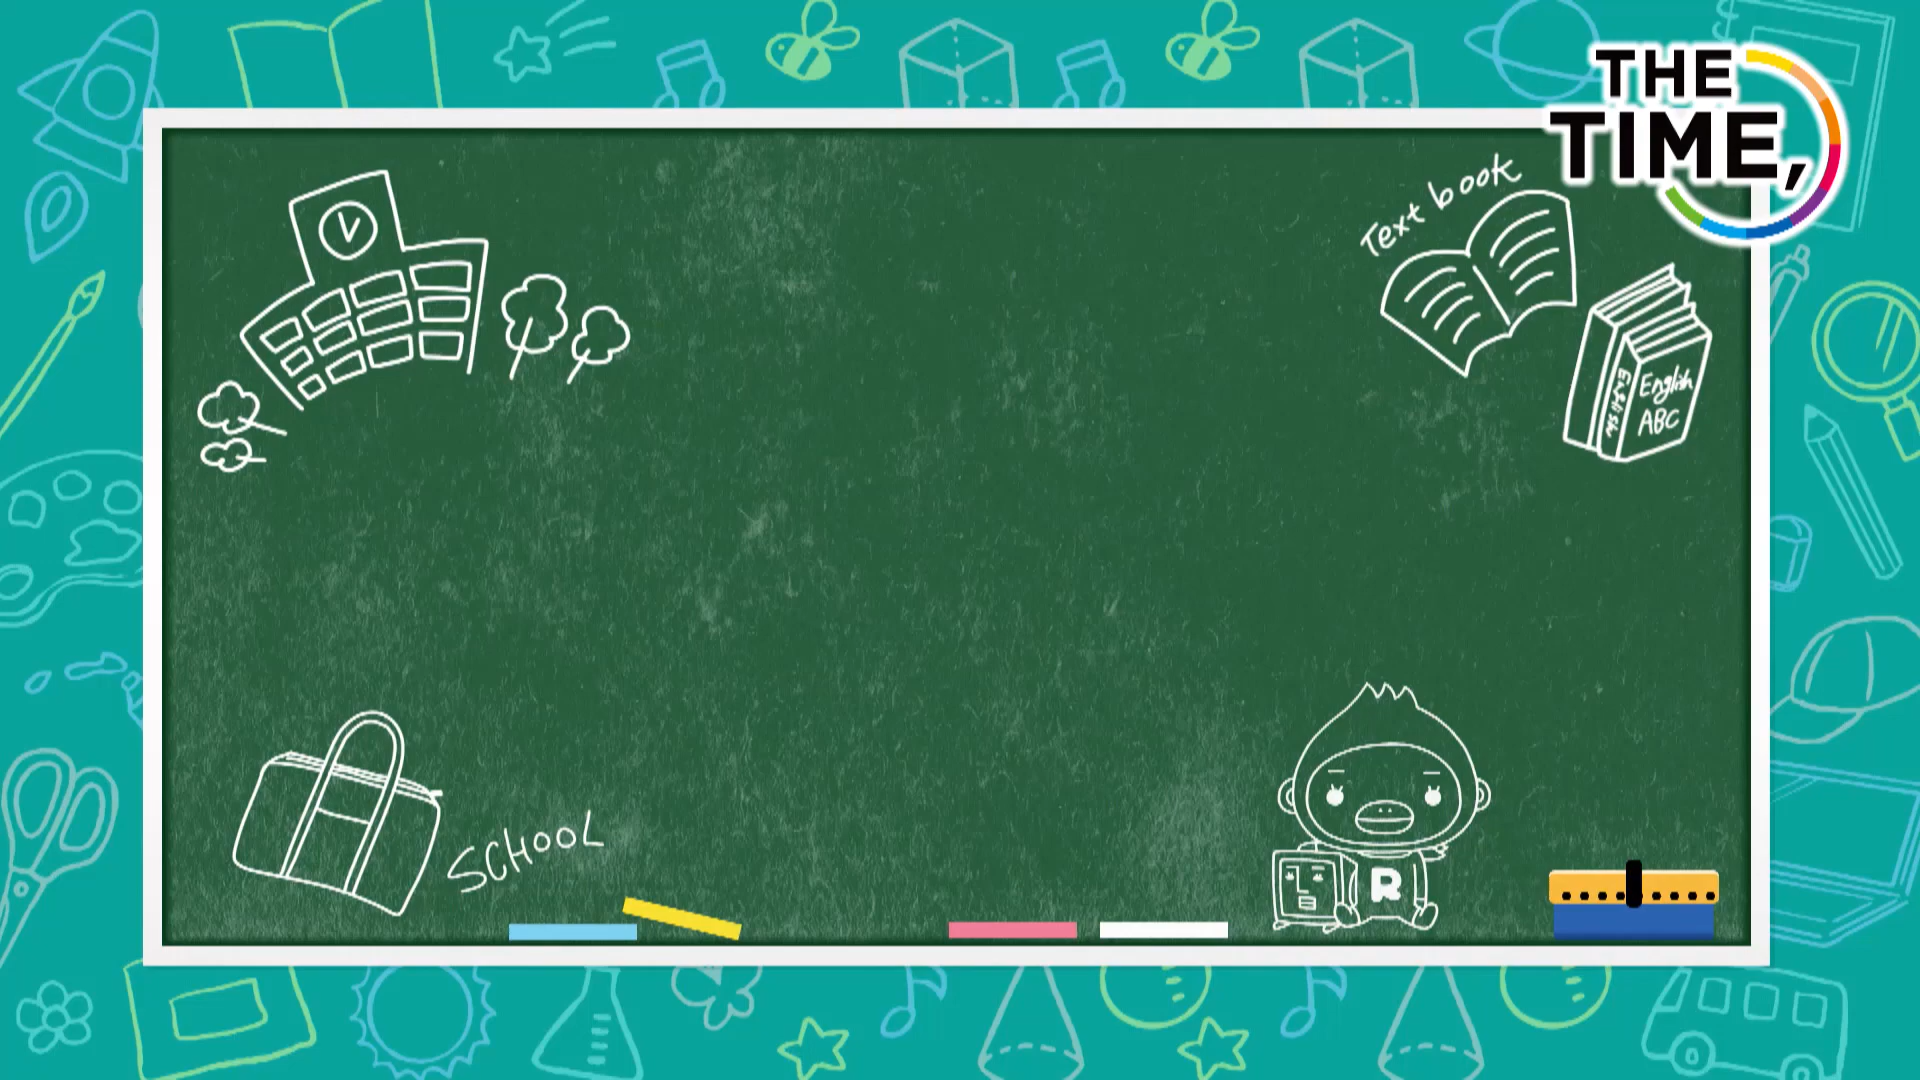 THE
TIME,
Text book
English
English
ABC
SCHOOL
R